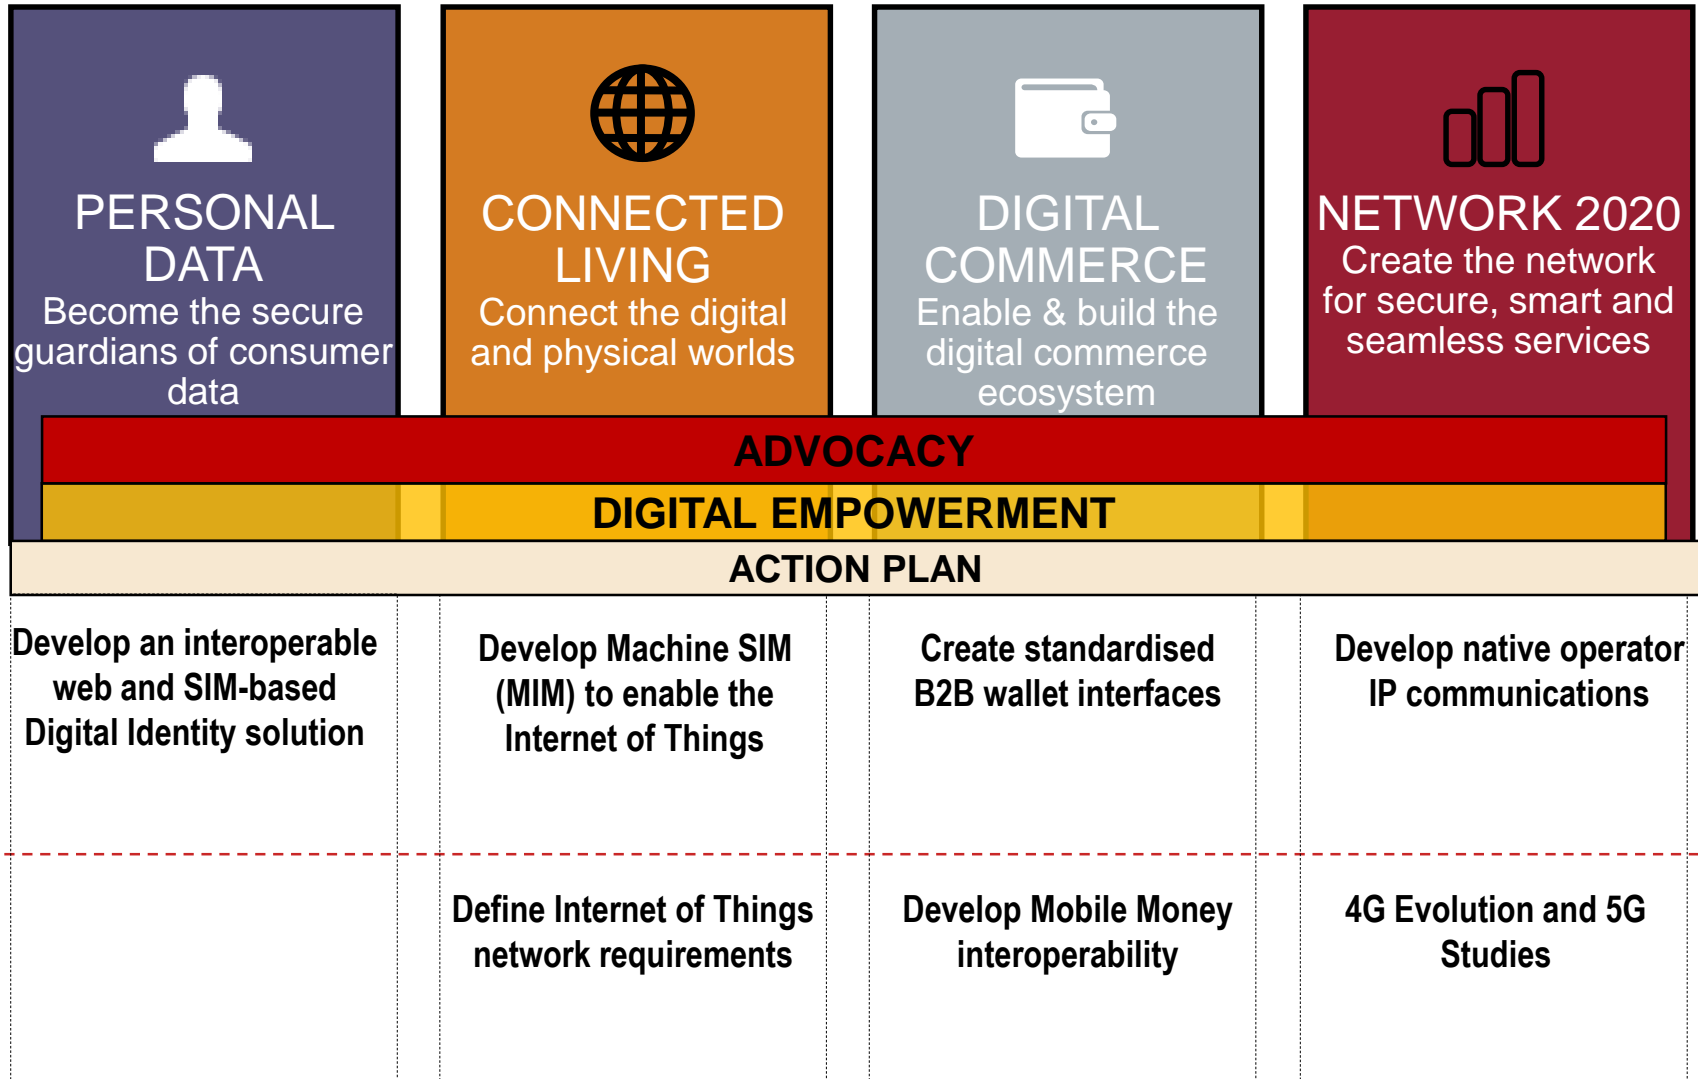 PERSONAL
DATA
Become the secure
guardians of consumer
data
CONNECTED
LIVING
Connect the digital
and physical worlds
DIGITAL
COMMERCE
Enable & build the
digital commerce
ecosystem
NETWORK 2020
Create the network
for secure, smart and
seamless services
ADVOCACY
DIGITAL EMPOWERMENT
ACTION PLAN
Develop an interoperable
web and SIM-based
Digital Identity solution
Develop Machine SIM
(MIM) to enable the
Internet of Things
Create standardised
B2B wallet interfaces
Develop native operator
IP communications
Define Internet of Things
network requirements
Develop Mobile Money
interoperability
4G Evolution and 5G
Studies